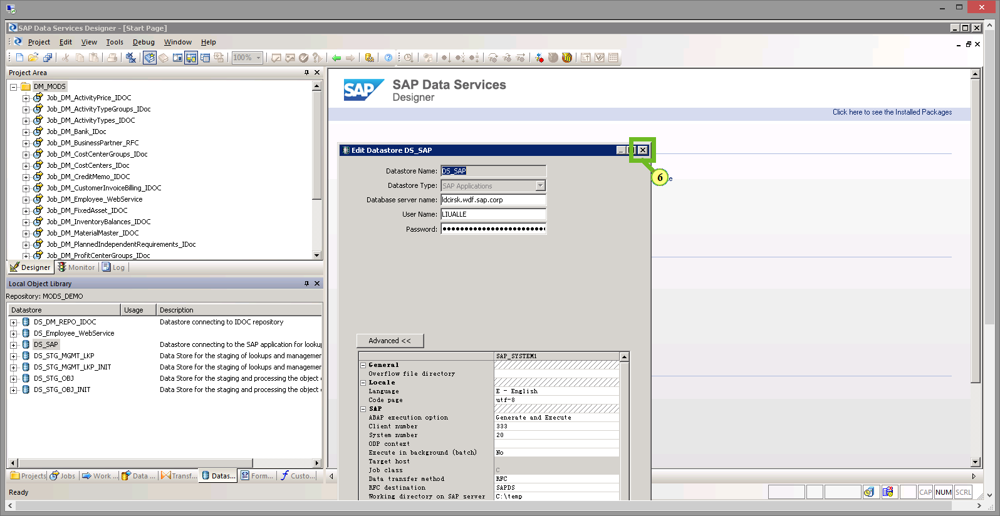 SAP Data Services Designer - [Start Page]
Project Edit View Tools Debug Window Help
100%
Project Area
DM_MODS
Job_DM_ActivityPrice_IDOC
Job_DM_ActivityTypeGroups_IDoc
Job_DM_ActivityTypes_IDOC
Job_DM_Bank_IDoc
Job_DM_BusinessPartner_RFC
Job_DM_CostCenterGroups_IDoc
Job_DM_CostCenters_IDoc
Job_DM_CreditMemo_IDOC
Job_DM_CustomerInvoiceBilling_IDOC
Job_DM_Employee_WebService
Job_DM_FixedAsset_IDOC
Job_DM_InventoryBalances_IDOC
Job_DM_MaterialMaster_IDOC
Job_DM_PlannedIndependentRequirements_IDoc
Job_DM_ProfitCenterGroups_IDoc
Designer Monitor Log
Local Object Library
Repository: MODS_DEMO
Datastore Usage Description
DS_DM_REPO_IDOC Datastore connecting to IDOC repository
DS_Employee_WebService
DS_SAP Datastore connecting to the SAP application for lookup
DS_STG_MGMT_LKP Data Store for the staging of lookups and managemer
DS_STG_MGMT_LKP_INIT Data Store for the staging of lookups and managemer
DS_STG_OBJ Data Store for the staging and processing the object
DS_STG_OBJ_INIT Data Store for the staging and processing the object
Projects Jobs Work ... Data ... Transf... Datas... Form... Custo...
Ready
SAP
SAP Data Services
Designer
Click here to see the Installed Packages
Edit Datastore DS_SAP
6
e
Datastore Name: DS_SAP
Datastore Type: SAP Applications
Database server name: ldcirsk.wdf.sap.corp
User Name: LIUALLE
Password: ●●●●●●●●●●●●●●●●●●●●●●●
Advanced <<
SAP_SYSTEM1
General
Overflow file directory
Locale
Language E - English
Code page utf-8
SAP
ABAP execution option Generate and Execute
Client number 333
System number 20
ODP context
Execute in background (batch) No
Target host
Job class C
Data transfer method RFC
RFC destination SAPDS
Working directory on SAP server C:\temp
CAP NUM SCRL